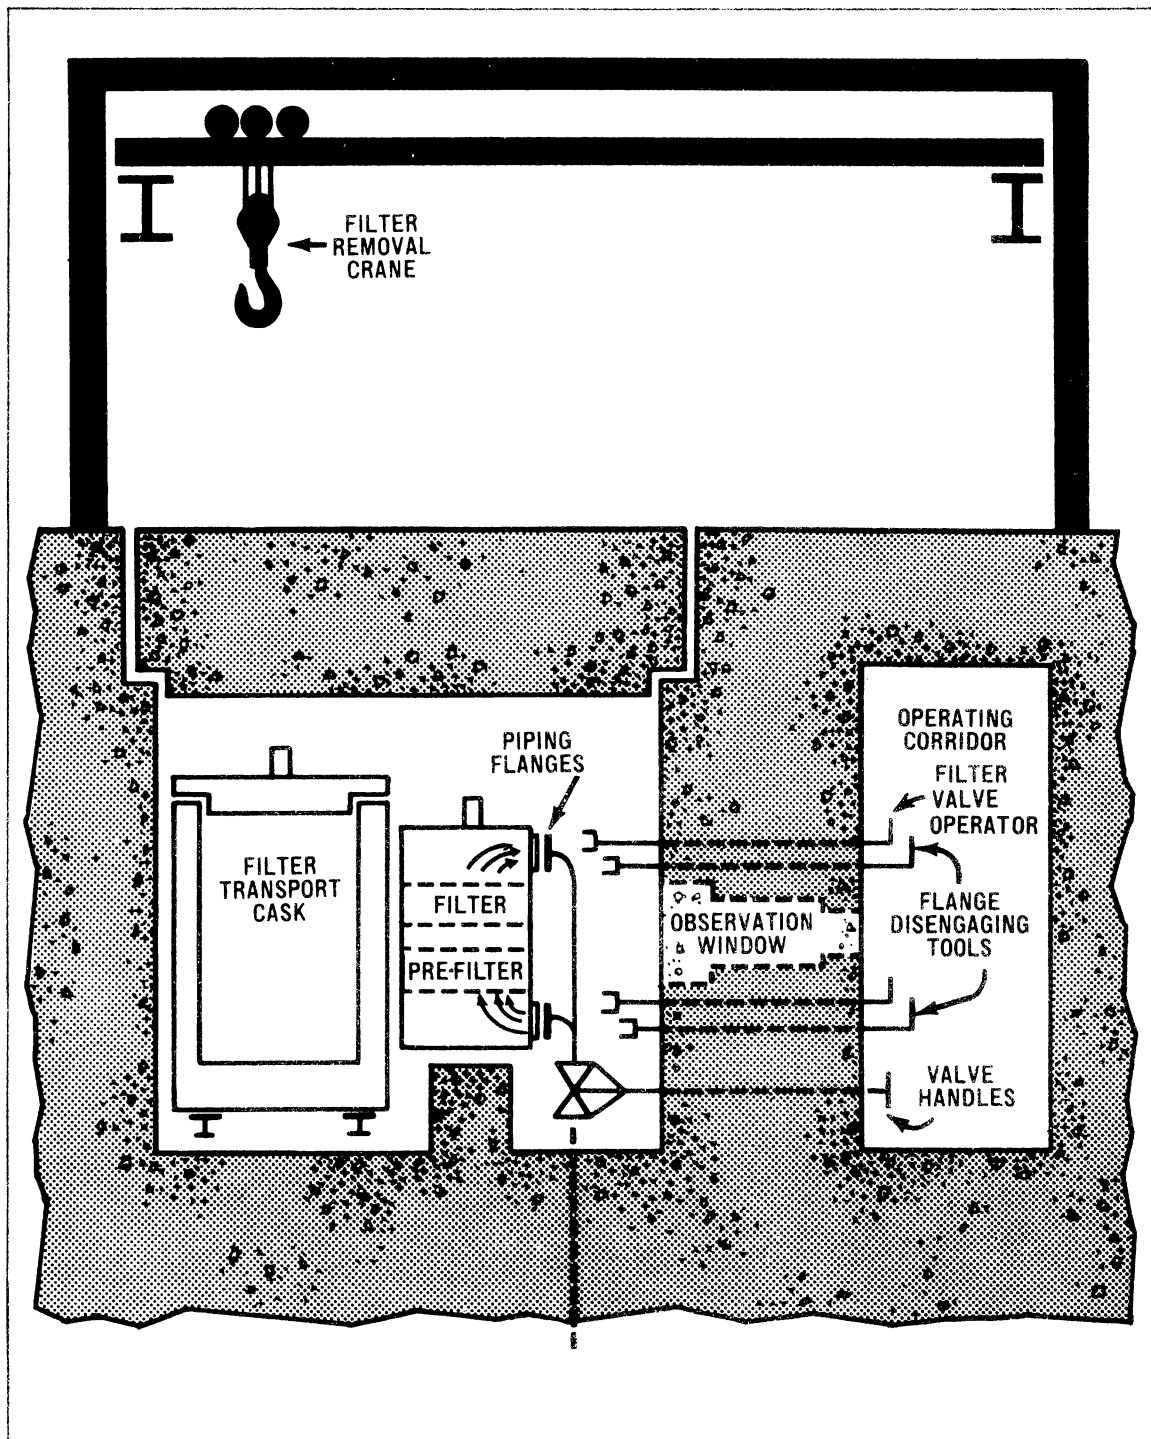 FILTER
REMOVAL
CRANE
PIPING
FLANGES
OPERATING
CORRIDOR
FILTER
VALVE
OPERATOR
FILTER
TRANSPORT
CASK
FILTER
PRE-FILTER
OBSERVATION
WINDOW
FLANGE
DISENGAGING
TOOLS
VALVE
HANDLES